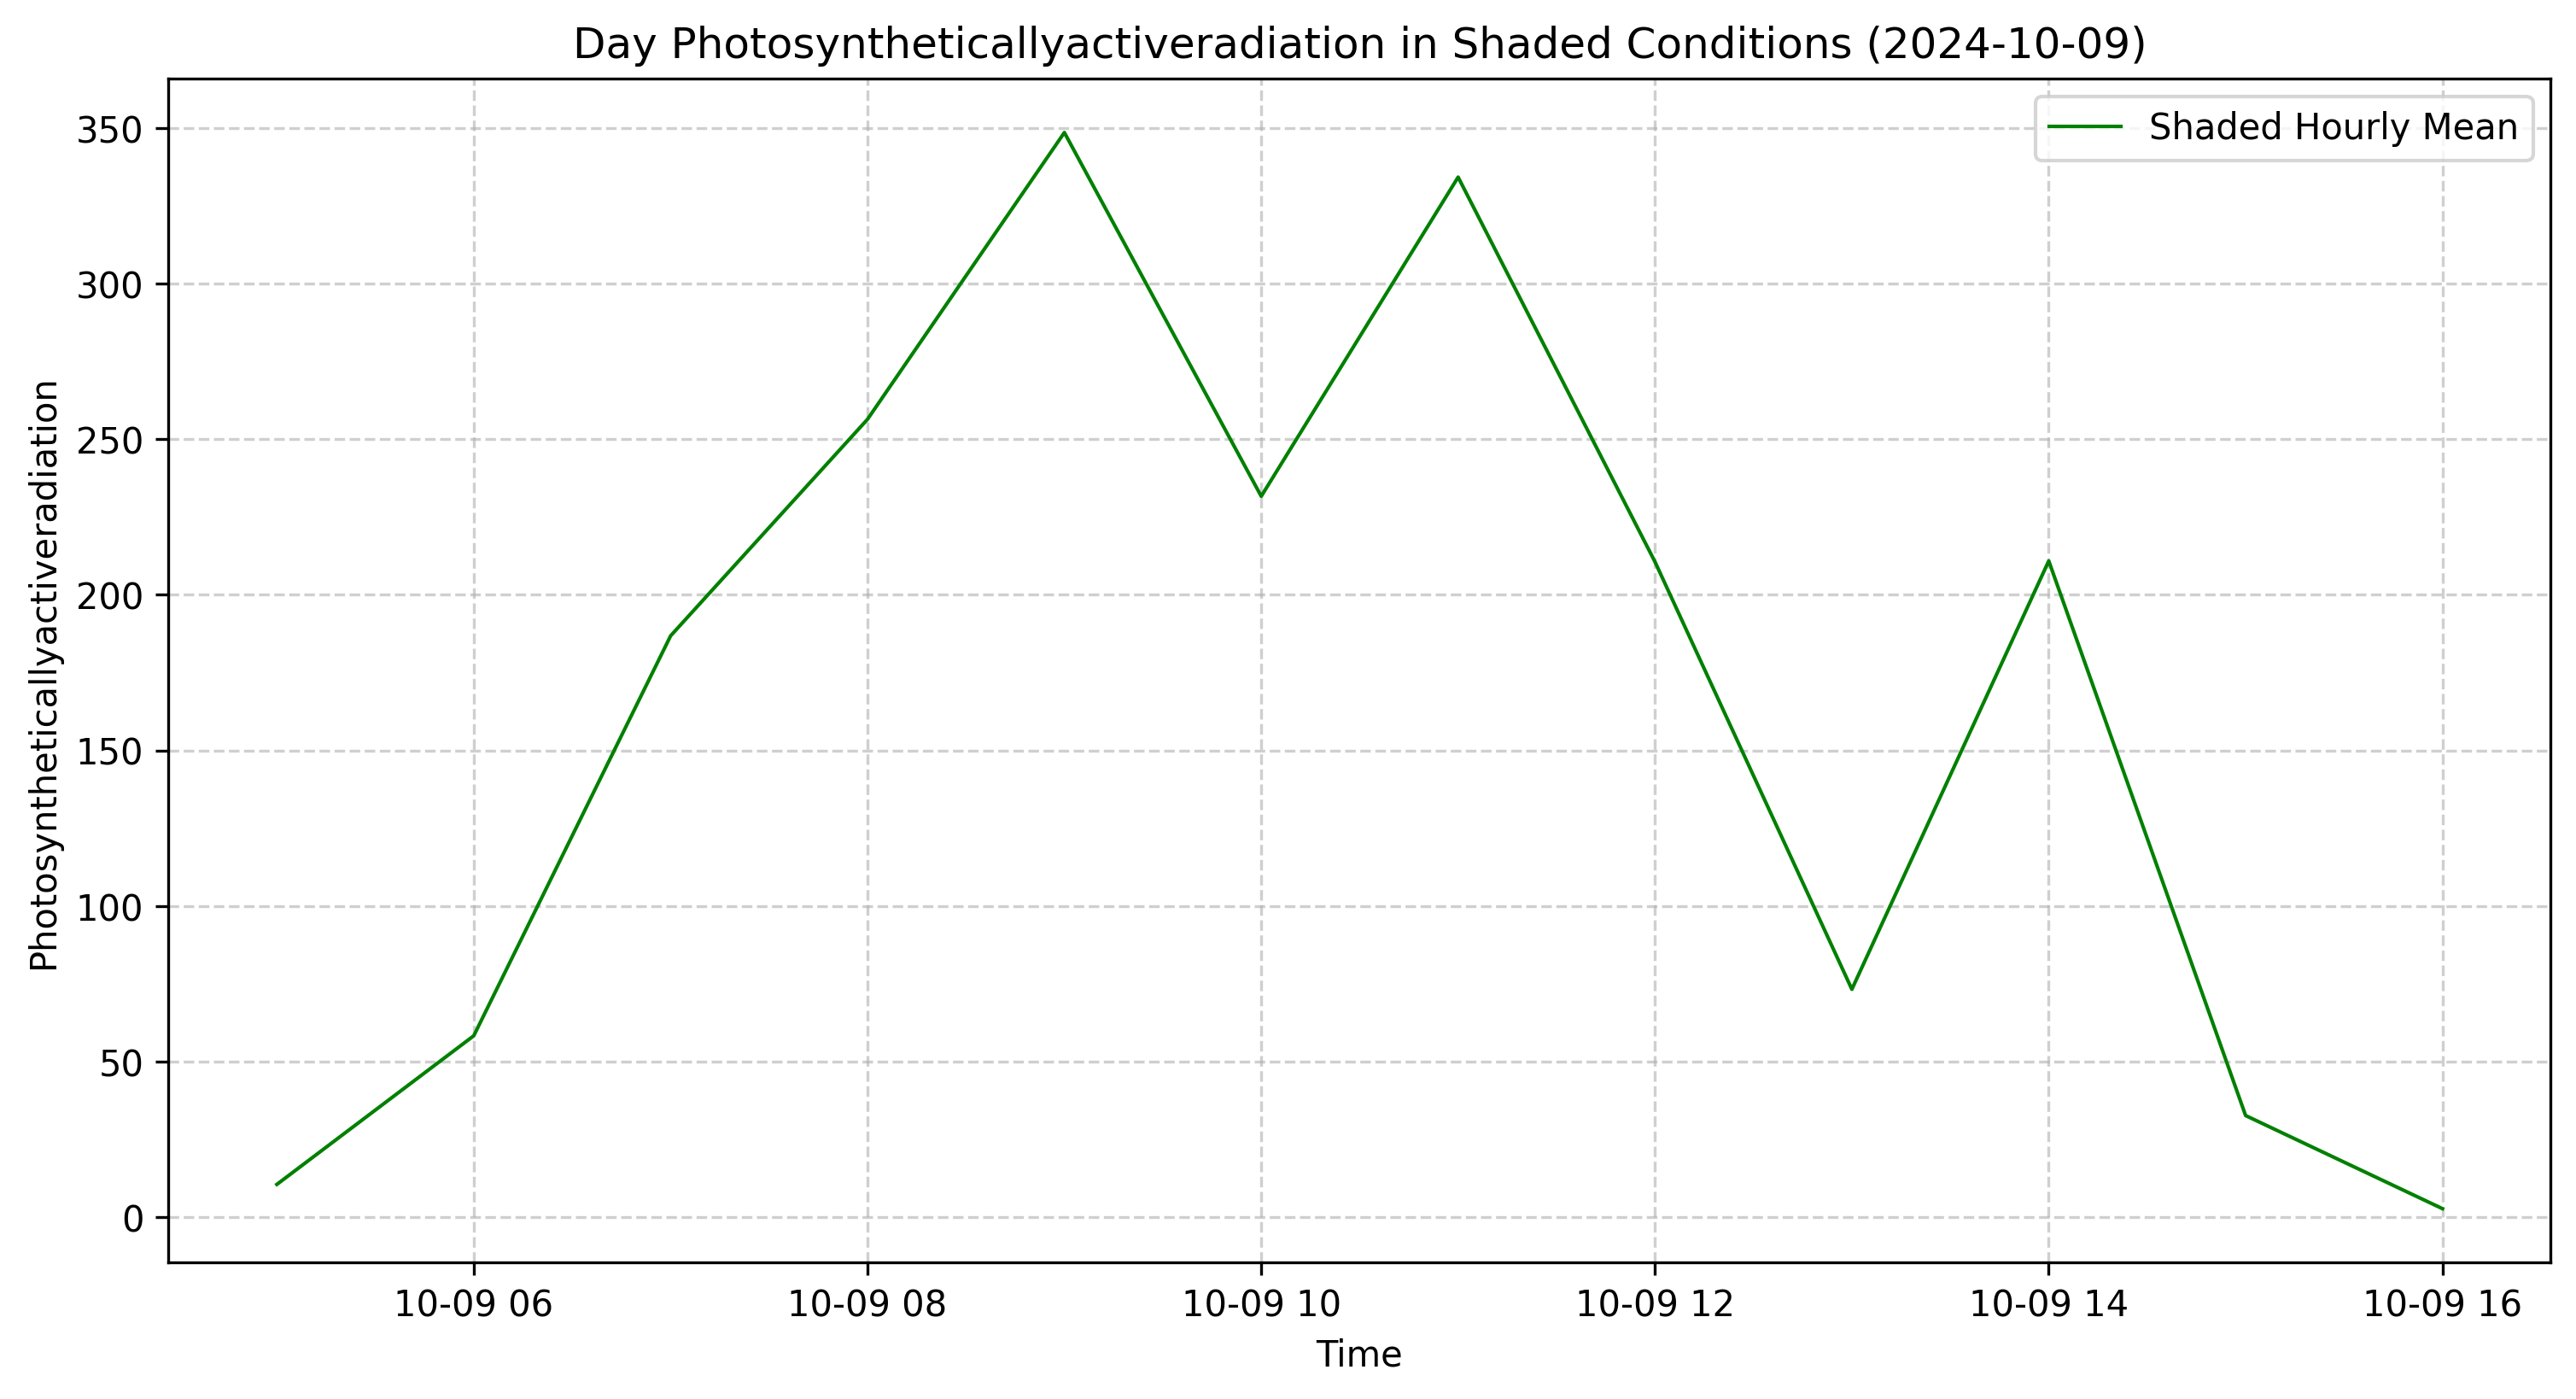 Day Photosyntheticallyactiveradiation in Shaded Conditions (2024-10-09)
Shaded Hourly Mean
Photosyntheticallyactiveradiation
350
300
250
200
150
100
50
0
10-09 06 10-09 08 10-09 10 10-09 12 10-09 14 10-09 16
Time